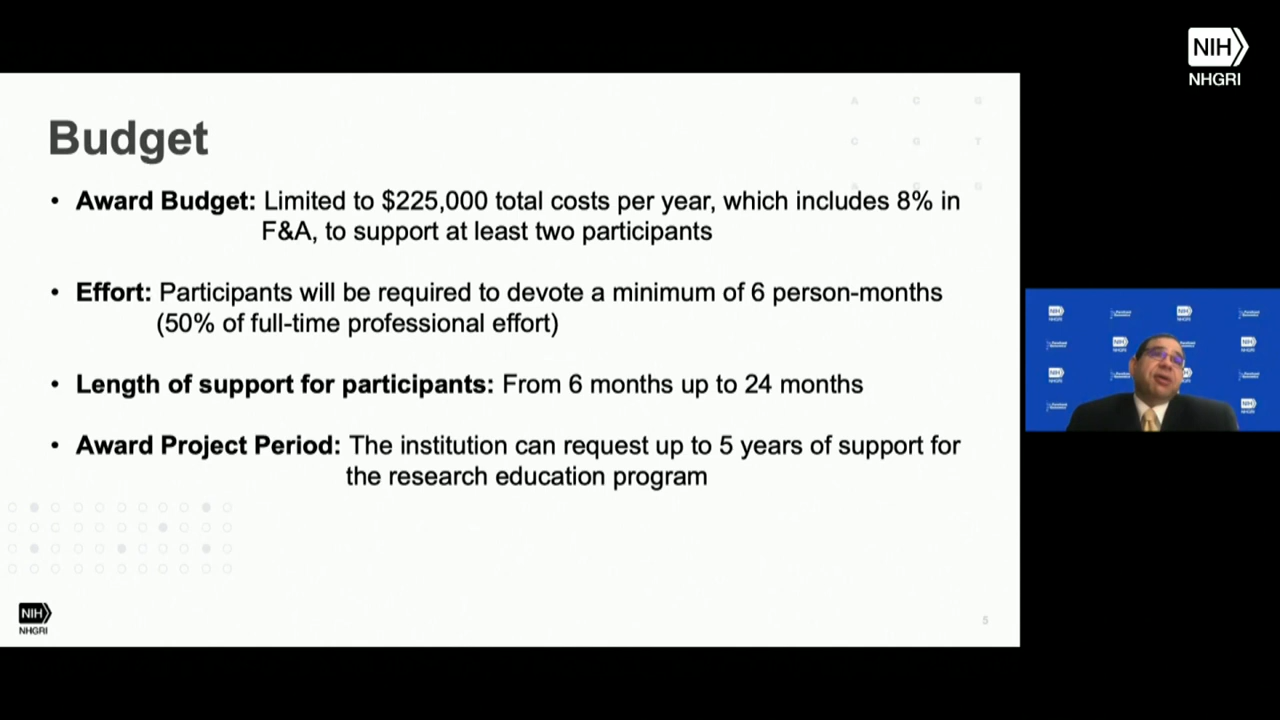 NIH
NHGRI
A C G
C G T
A C G
Budget
• Award Budget: Limited to $225,000 total costs per year, which includes 8% in
F&A, to support at least two participants
• Effort: Participants will be required to devote a minimum of 6 person-months
(50% of full-time professional effort)
• Length of support for participants: From 6 months up to 24 months
• Award Project Period: The institution can request up to 5 years of support for
the research education program
NIH
NHGRI
5